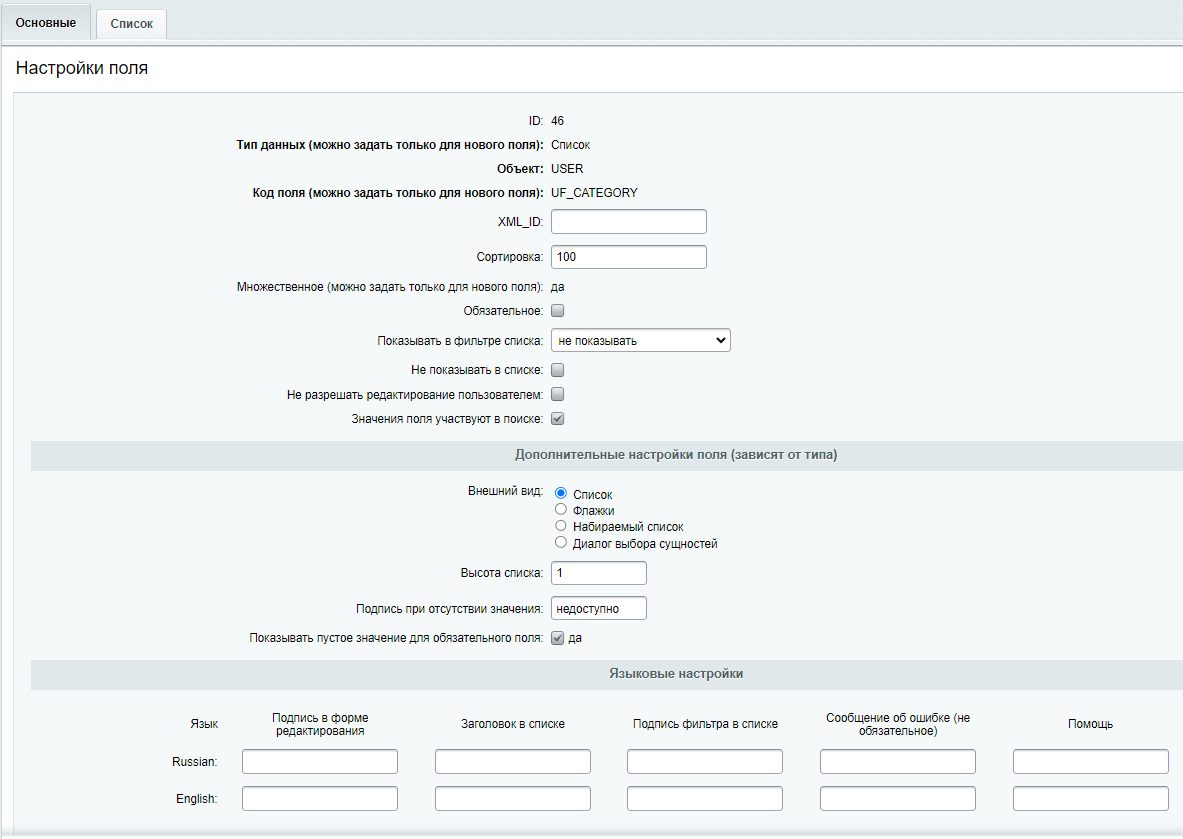 Основные
Список
Настройки поля
ID: 46
Тип данных (можно задать только для нового поля): Список
Объект: USER
Код поля (можно задать только для нового поля): UF_CATEGORY
XML_ID:
Сортировка: 100
Множественное (можно задать только для нового поля): да
Обязательное:
Показывать в фильтре списка: не показывать
Не показывать в списке:
Не разрешать редактирование пользователем:
Значения поля участвуют в поиске:
Дополнительные настройки поля (зависят от типа)
Внешний вид: Список
Флажки
Набираемый список
Диалог выбора сущностей
Высота списка: 1
Подпись при отсутствии значения: недоступно
Показывать пустое значение для обязательного поля: да
Языковые настройки
Язык
Подпись в форме
редактирования
Заголовок в списке
Подпись фильтра в списке
Сообщение об ошибке (не
обязательное)
Помощь
Russian:
English: